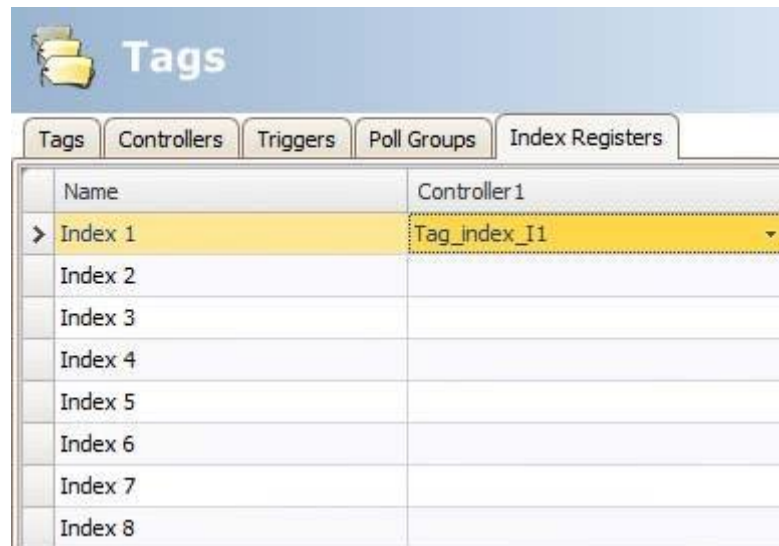 Tags
Tags Controllers Triggers Poll Groups Index Registers
Name Controller1
Index 1 Tag_index_I1
Index 2
Index 3
Index 4
Index 5
Index 6
Index 7
Index 8